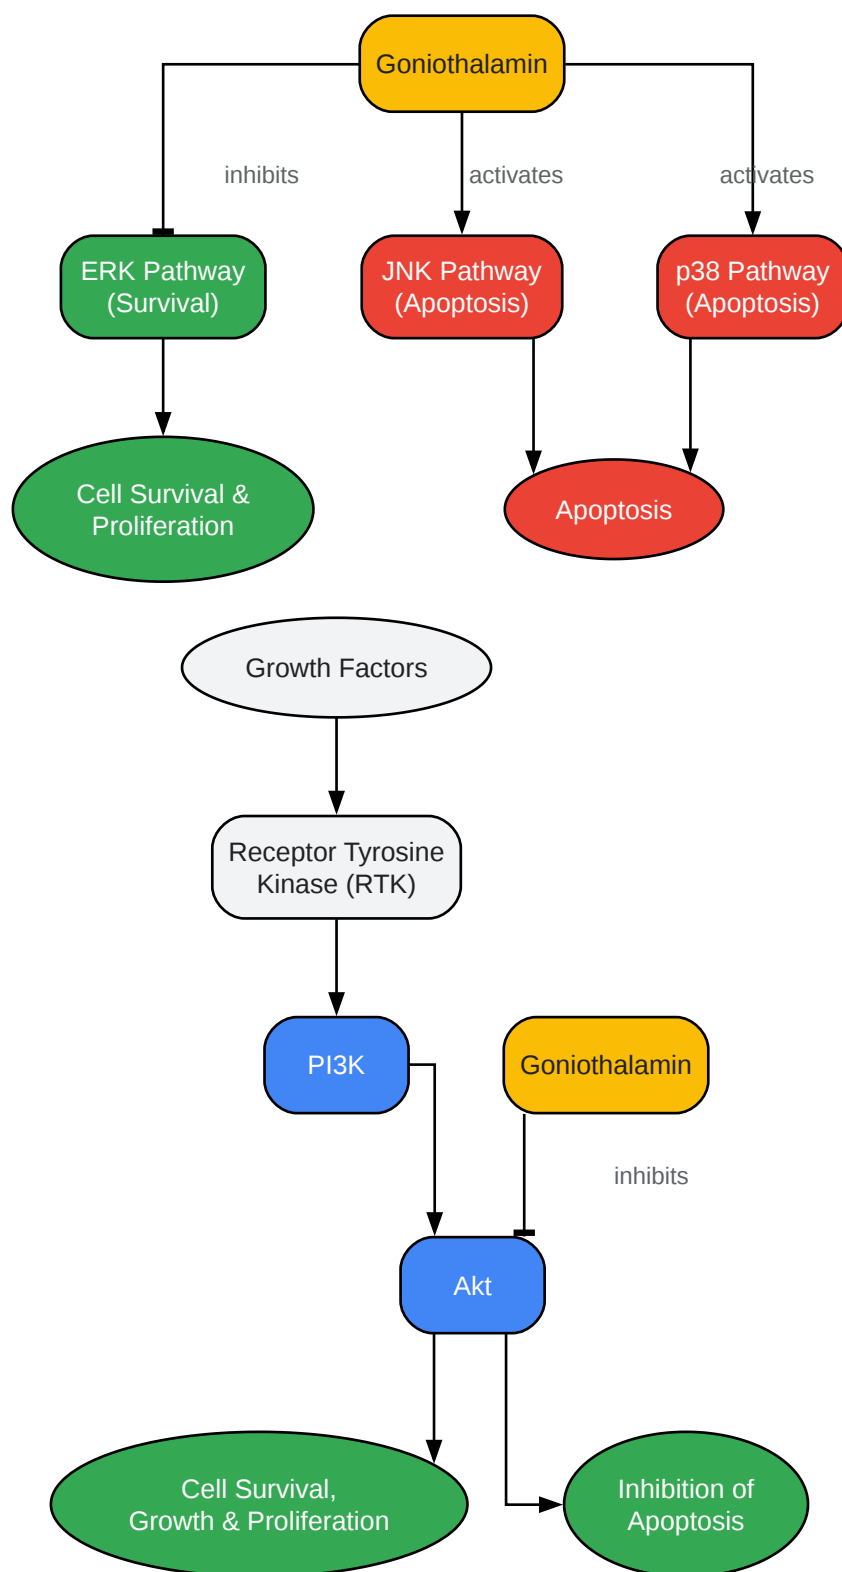 Goniothalamin
inhibits
activates
activates
ERK Pathway
(Survival)
JNK Pathway
(Apoptosis)
p38 Pathway
(Apoptosis)
Cell Survival &
Proliferation
Apoptosis
Growth Factors
Receptor Tyrosine
Kinase (RTK)
PI3K
Goniothalamin
inhibits
Akt
Cell Survival,
Growth & Proliferation
Inhibition of
Apoptosis